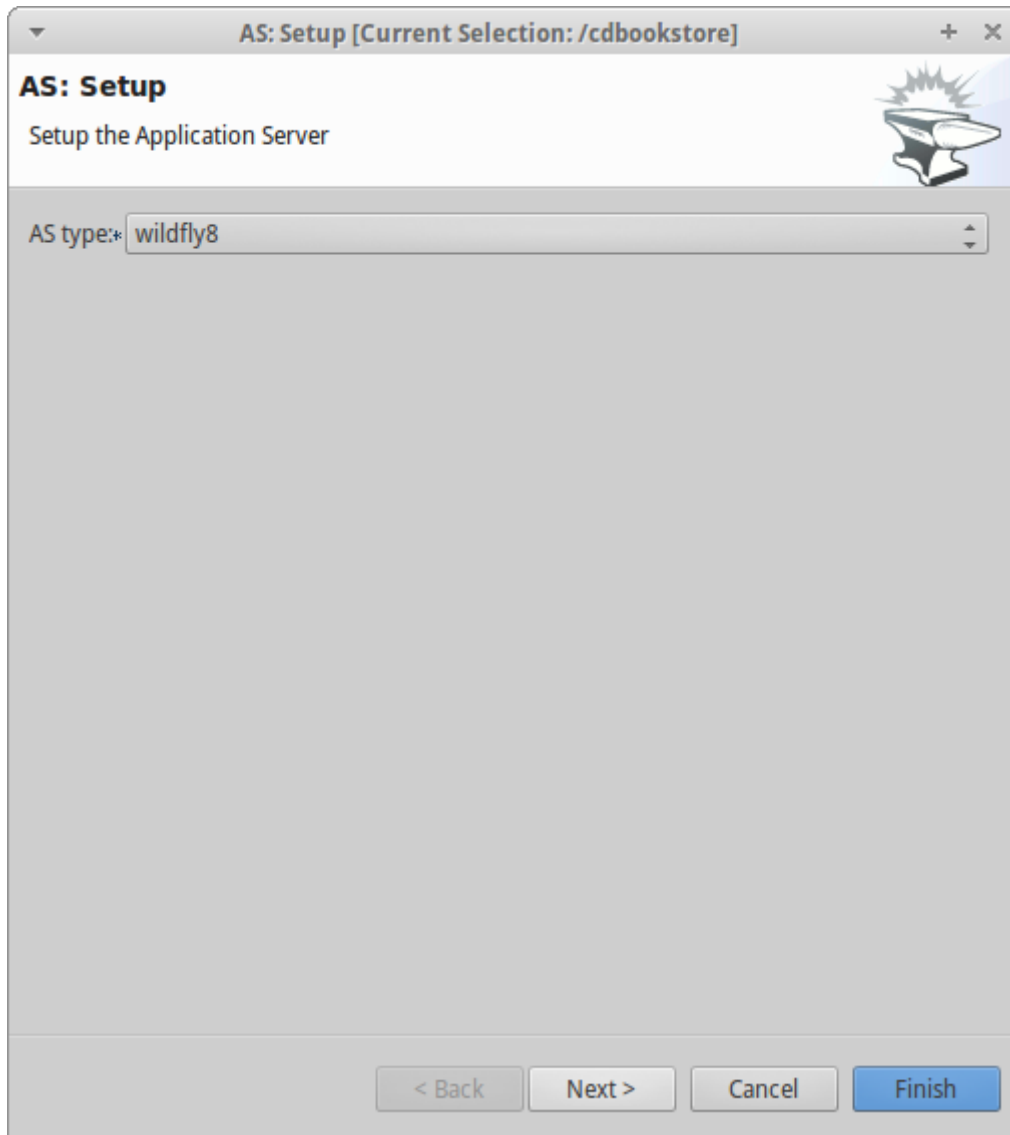 AS: Setup [Current Selection: /cdbookstore]
AS: Setup
Setup the Application Server
AS type:* wildfly8
< Back Next > Cancel Finish